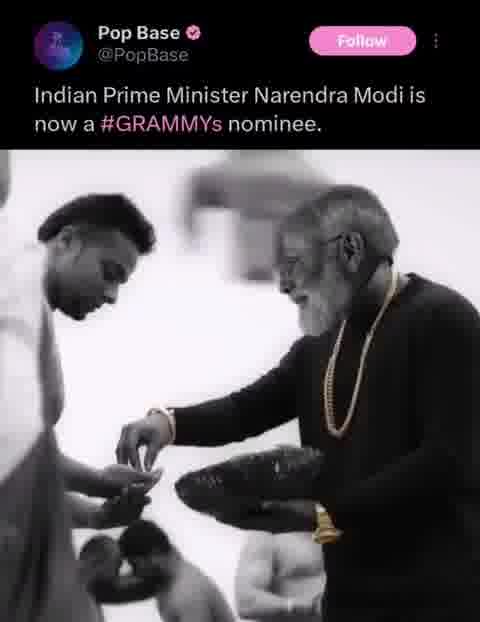 Pop Base
@PopBase
Follow
Indian Prime Minister Narendra Modi is
now a #GRAMMYs nominee.